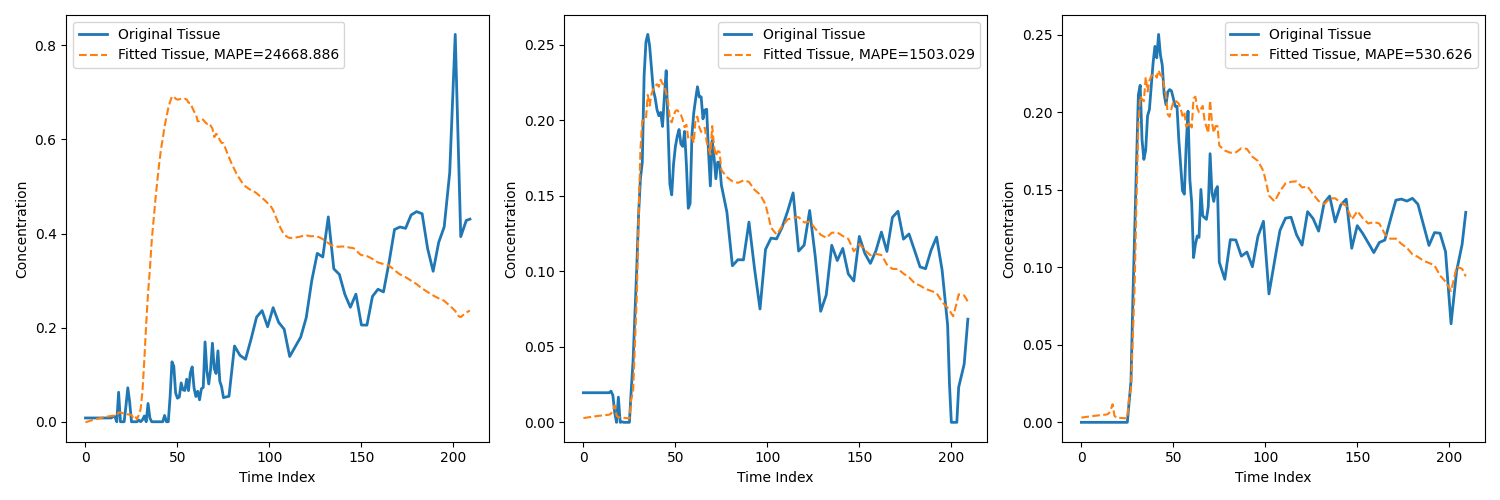 Original Tissue
Fitted Tissue, MAPE=24668.886
Concentration
0.8
0.6
0.4
0.2
0.0
0
50
100
150
200
Time Index
Original Tissue
Fitted Tissue, MAPE=1503.029
Concentration
0.25
0.20
0.15
0.10
0.05
0.00
0
50
100
150
200
Time Index
Original Tissue
Fitted Tissue, MAPE=530.626
Concentration
0.25
0.20
0.15
0.10
0.05
0.00
0
50
100
150
200
Time Index